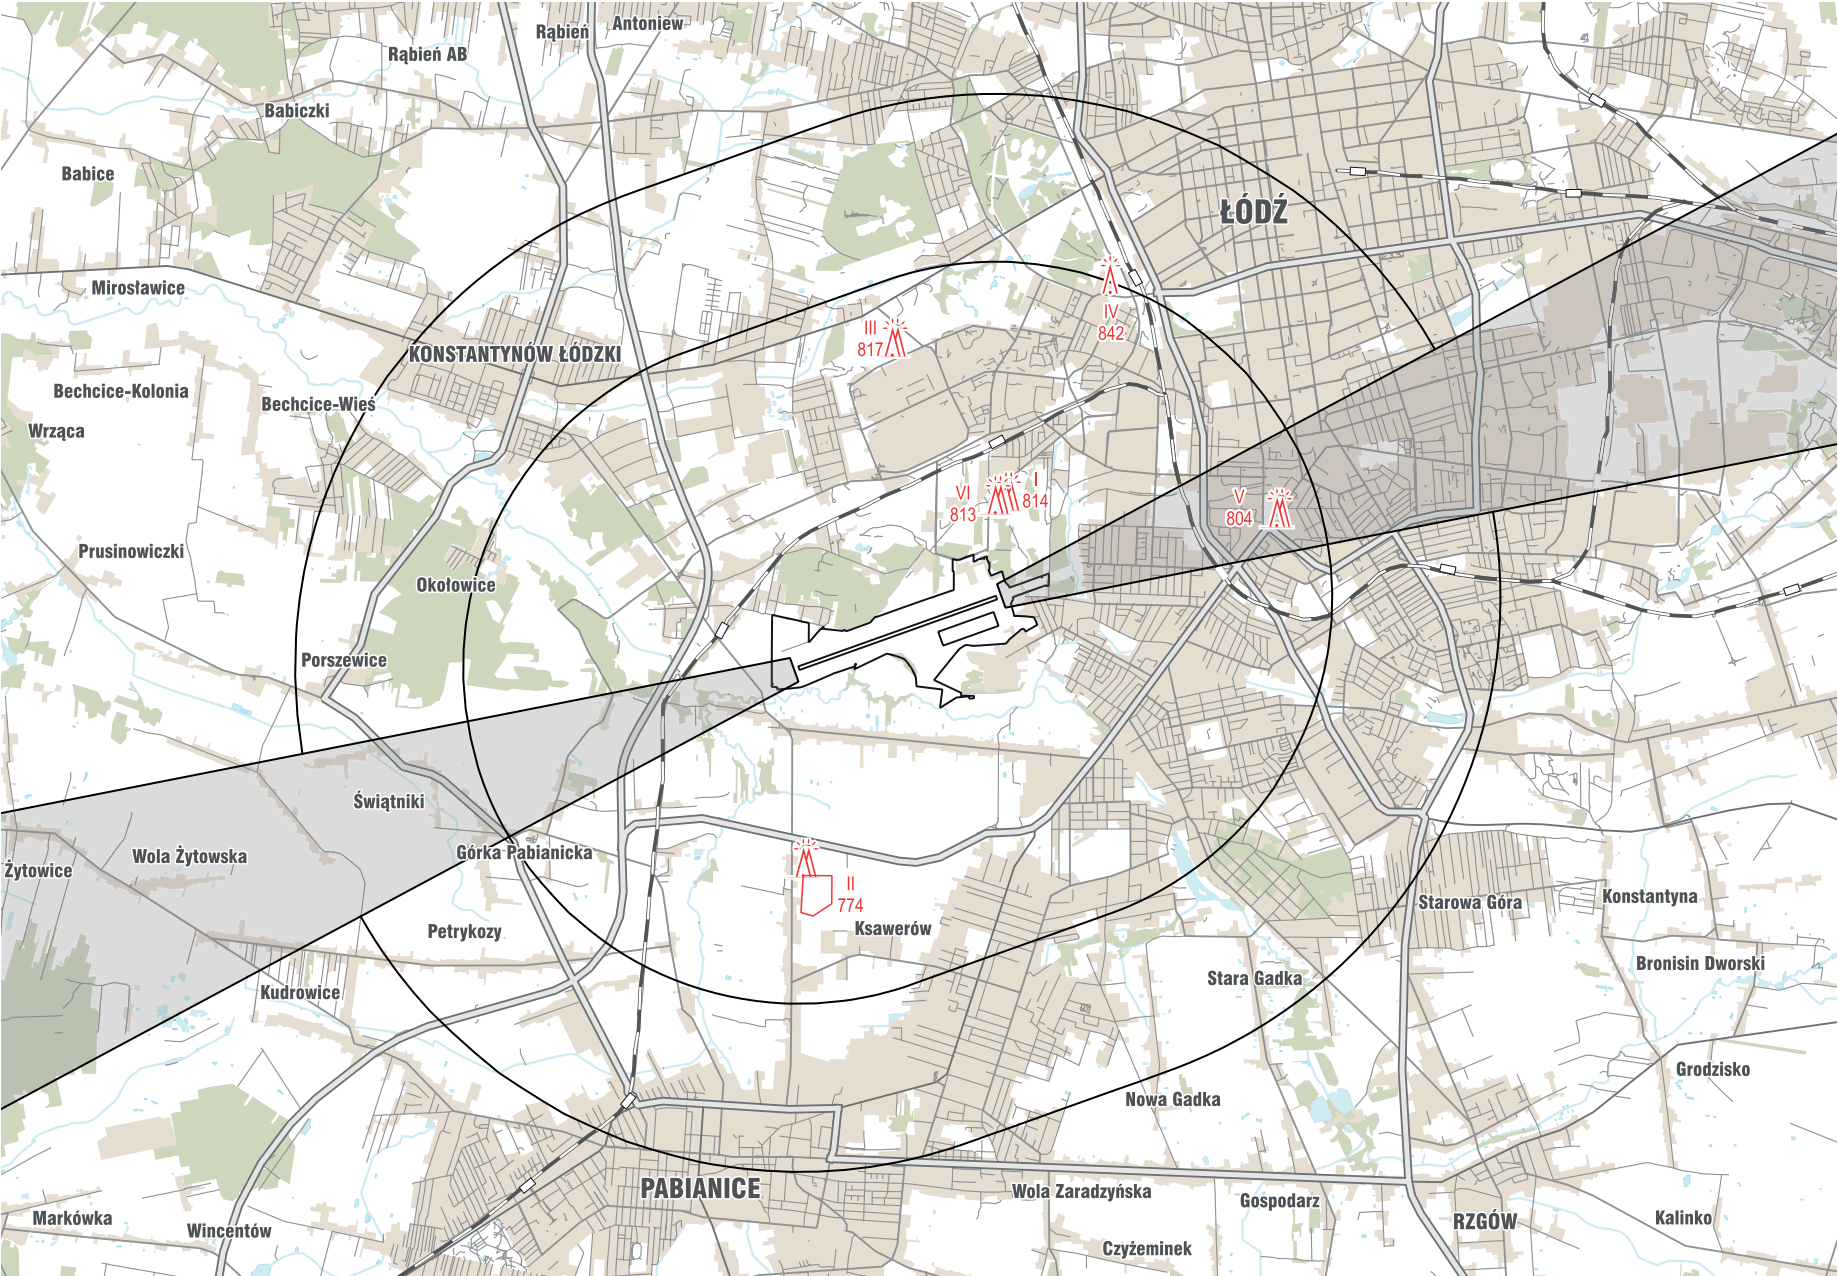 Rąbień
Antoniew
Rąbień AB
Babiczki
Babice
ŁÓDŹ
Mirosławice
IV
842
III
817
KONSTANTYNÓW ŁÓDZKI
Bechcice-Kolonia
Bechcice-Wieś
Wrząca
I
814
VI
813
V
804
Prusinowiczki
Okołowice
Porszewice
Świątniki
Górka Pabianicka
Wola Żytowska
Żytowice
II
774
Ksawerów
Petrykozy
Starowa Góra
Konstantyna
Bronisin Dworski
Stara Gadka
Kudrowice
Grodzisko
Nowa Gadka
PABIANICE
Wola Zaradzyńska
Gospodarz
RZGÓW
Kalinko
Markówka
Wincentów
Czyżeminek